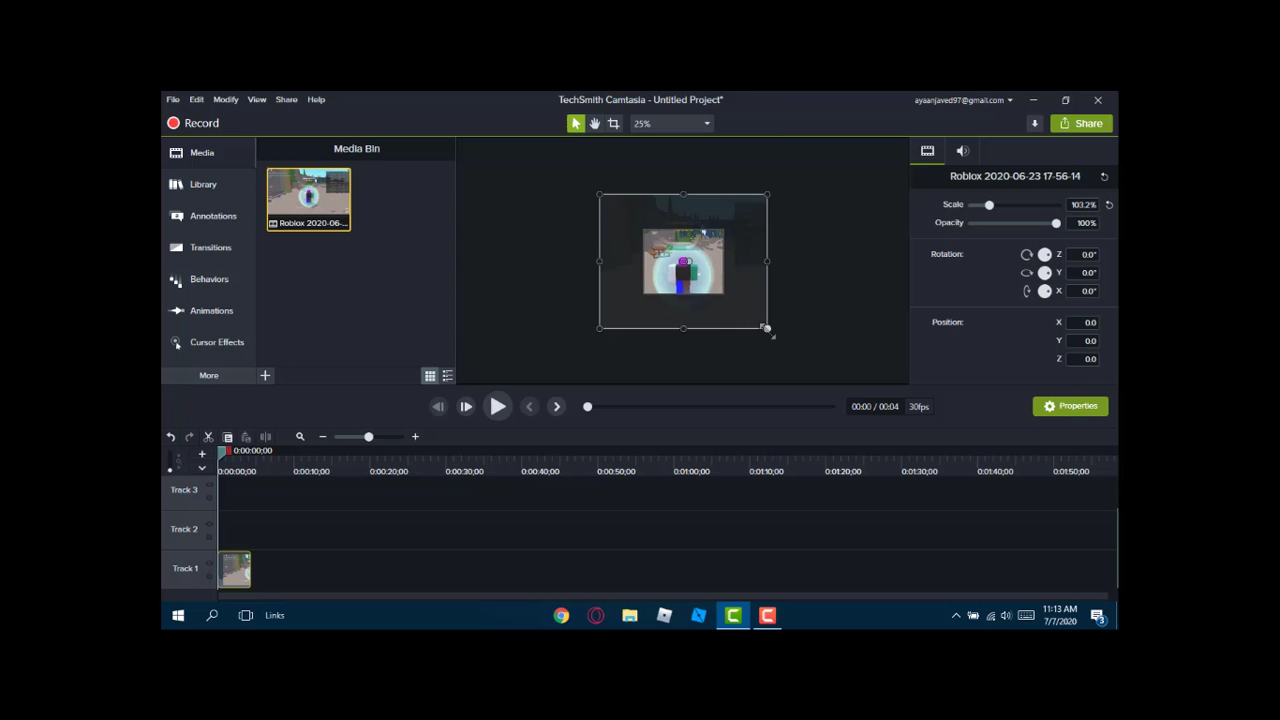 File Edit Modify View Share Help
TechSmith Camtasia - Untitled Project*
ayaanjaved97@gmail.com
Record
25%
Share
Media
Library
Annotations
Transitions
Behaviors
Animations
Cursor Effects
More
Media Bin
Roblox 2020-06-...
Roblox 2020-06-23 17-56-14
Scale 103.2%
Opacity 100%
Rotation: Z 0.0°
Y 0.0°
X 0.0°
Position: X 0.0
Y 0.0
Z 0.0
00:00 / 00:04 30fps
Properties
0:00:00;00
0:00:00;00 0:00:10;00 0:00:20;00 0:00:30;00 0:00:40;00 0:00:50;00 0:01:00;00 0:01:10;00 0:01:20;00 0:01:30;00 0:01:40;00 0:01:50;00
Track 3
Track 2
Track 1
Links
11:13 AM
7/7/2020
3